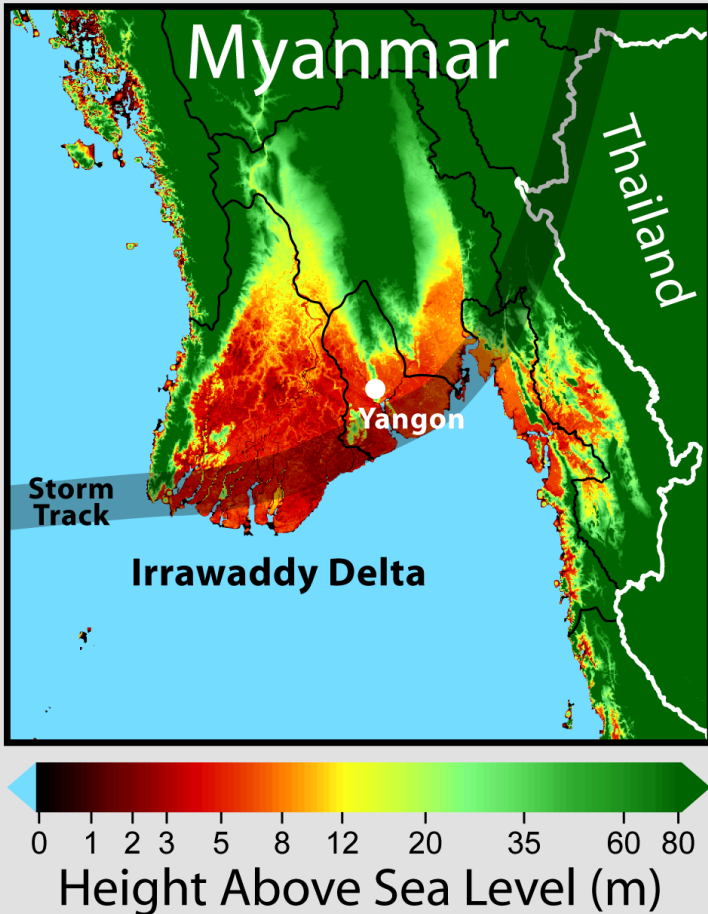 Myanmar
Thailand
Yangon
Storm
Track
Irrawaddy Delta
0 1 2 3 5 8 12 20 35 60 80
Height Above Sea Level (m)